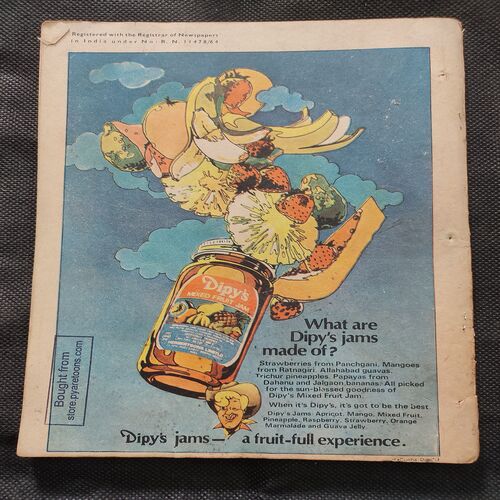 Registered with the Registrar of Newspapers
in India under No: R. N. 11478/64
Dipy's
MIXED FRUIT JAM
What are
Dipy's jams
made of?
Strawberries from Panchgani. Mangoes
from Ratnagiri. Allahabad guavas.
Trichur pineapples. Papayas from
Dahanu and Jalgaon bananas. All picked
for the sun-blessed goodness of
Dipy's Mixed Fruit Jam.
When it's Dipy's, it's got to be the best
Dipy's Jams: Apricot, Mango, Mixed Fruit,
Pineapple, Raspberry, Strawberry, Orange
Marmalade and Guava Jelly
Dipy's jams— a fruit-full experience.
Bought from
store.pyaretoons.com